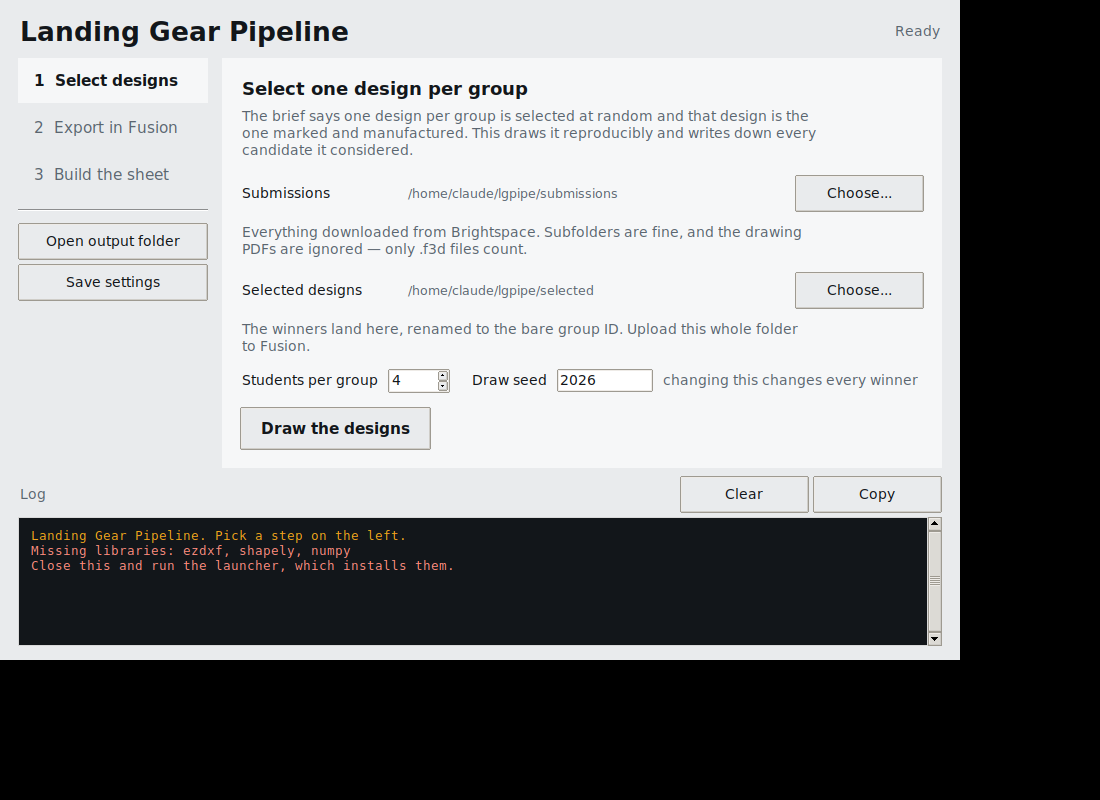 Landing Gear Pipeline
Ready
1 Select designs
2 Export in Fusion
3 Build the sheet
Open output folder
Save settings
Select one design per group
The brief says one design per group is selected at random and that design is the
one marked and manufactured. This draws it reproducibly and writes down every
candidate it considered.
Submissions /home/claude/lgpipe/submissions Choose...
Everything downloaded from Brightspace. Subfolders are fine, and the drawing
PDFs are ignored — only .f3d files count.
Selected designs /home/claude/lgpipe/selected Choose...
The winners land here, renamed to the bare group ID. Upload this whole folder
to Fusion.
Students per group 4 Draw seed 2026 changing this changes every winner
Draw the designs
Log Clear Copy
Landing Gear Pipeline. Pick a step on the left.
Missing libraries: ezdxf, shapely, numpy
Close this and run the launcher, which installs them.